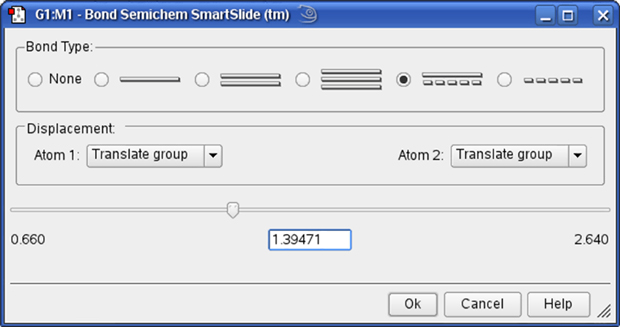 G1:M1 - Bond Semichem SmartSlide (tm)
Bond Type:
None
Displacement:
Atom 1: Translate group Atom 2: Translate group
0.660 1.39471 2.640
Ok Cancel Help